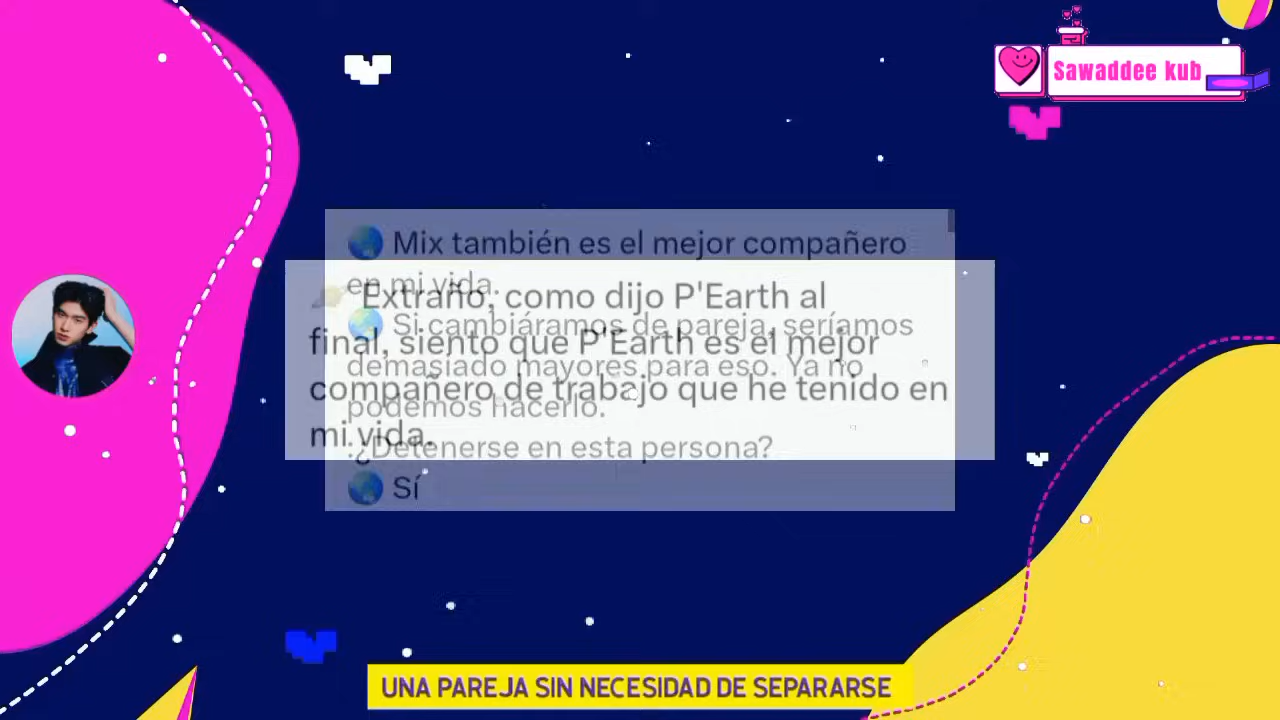 Sawaddee kub
🌏 Mix también es el mejor compañero
en mi vida.
🌏 Si cambiáramos de pareja, seríamos
demasiado mayores para eso. Ya no
podemos hacerlo.
¿Detenerse en esta persona?
🌏 Sí
Extraño, como dijo P'Earth al
final, siento que P'Earth es el mejor
compañero de trabajo que he tenido en
mi vida.
UNA PAREJA SIN NECESIDAD DE SEPARARSE